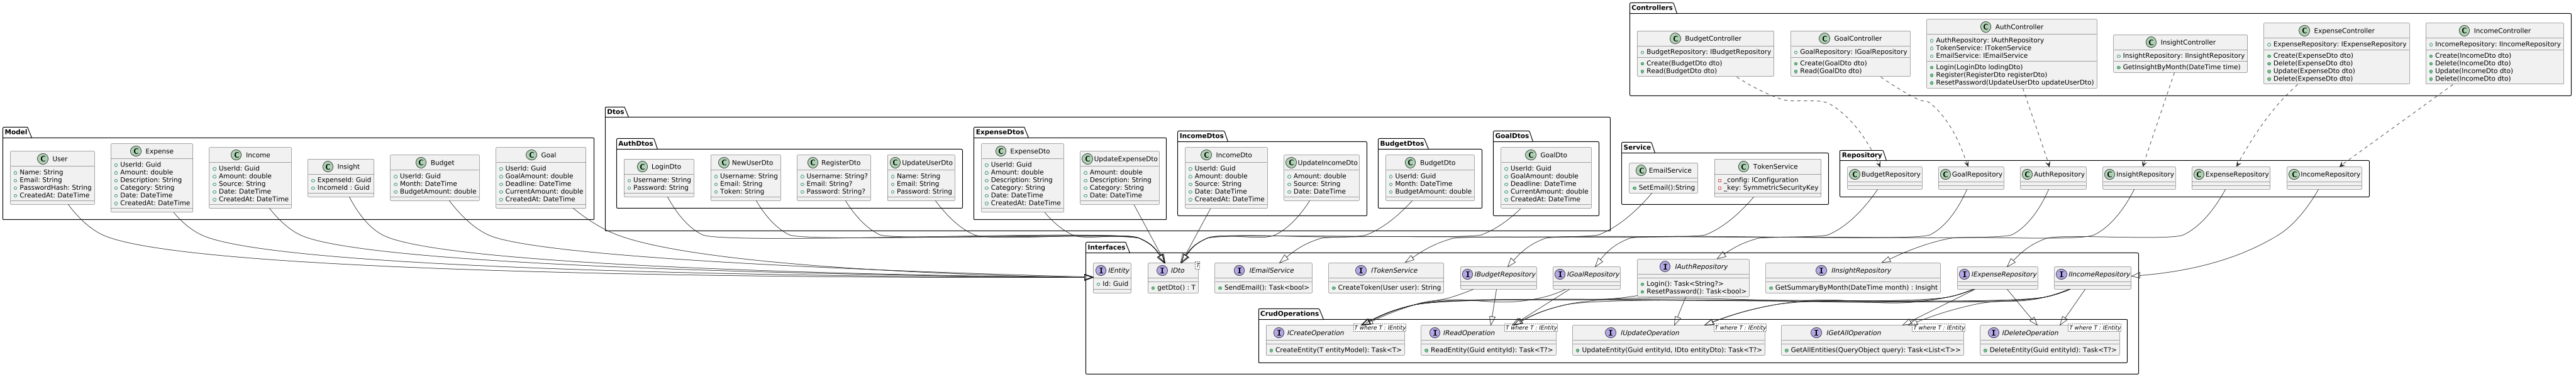 Controllers
BudgetController
BudgetRepository: IBudgetRepository
Create(BudgetDto dto)
Read(BudgetDto dto)
GoalController
GoalRepository: IGoalRepository
Create(GoalDto dto)
Read(GoalDto dto)
AuthController
AuthRepository: IAuthRepository
TokenService: ITokenService
EmailService: IEmailService
Login(LoginDto lodingDto)
Register(RegisterDto registerDto)
ResetPassword(UpdateUserDto updateUserDto)
InsightController
InsightRepository: IInsightRepository
GetInsightByMonth(DateTime time)
ExpenseController
ExpenseRepository: IExpenseRepository
Create(ExpenseDto dto)
Delete(ExpenseDto dto)
Update(ExpenseDto dto)
Delete(ExpenseDto dto)
IncomeController
IncomeRepository: IIncomeRepository
Create(IncomeDto dto)
Delete(IncomeDto dto)
Update(IncomeDto dto)
Delete(IncomeDto dto)
Model
User
Name: String
Email: String
PasswordHash: String
CreatedAt: DateTime
Expense
UserId: Guid
Amount: double
Description: String
Category: String
Date: DateTime
CreatedAt: DateTime
Income
UserId: Guid
Amount: double
Source: String
Date: DateTime
CreatedAt: DateTime
Insight
ExpenseId: Guid
IncomeId : Guid
Budget
UserId: Guid
Month: DateTime
BudgetAmount: double
Goal
UserId: Guid
GoalAmount: double
Deadline: DateTime
CurrentAmount: double
CreatedAt: DateTime
Dtos
AuthDtos
LoginDto
Username: String
Password: String
NewUserDto
Username: String
Email: String
Token: String
RegisterDto
Username: String?
Email: String?
Password: String?
UpdateUserDto
Name: String
Email: String
Password: String
ExpenseDtos
ExpenseDto
UserId: Guid
Amount: double
Description: String
Category: String
Date: DateTime
CreatedAt: DateTime
UpdateExpenseDto
Amount: double
Description: String
Category: String
Date: DateTime
IncomeDtos
IncomeDto
UserId: Guid
Amount: double
Source: String
Date: DateTime
CreatedAt: DateTime
UpdateIncomeDto
Amount: double
Source: String
Date: DateTime
BudgetDtos
BudgetDto
UserId: Guid
Month: DateTime
BudgetAmount: double
GoalDtos
GoalDto
UserId: Guid
GoalAmount: double
Deadline: DateTime
CurrentAmount: double
CreatedAt: DateTime
Service
EmailService
SetEmail():String
TokenService
_config: IConfiguration
_key: SymmetricSecurityKey
Repository
BudgetRepository
GoalRepository
AuthRepository
InsightRepository
ExpenseRepository
IncomeRepository
Interfaces
IEntity
Id: Guid
IDto
T
getDto() : T
IEmailService
SendEmail(): Task<bool>
ITokenService
CreateToken(User user): String
IBudgetRepository
IGoalRepository
IAuthRepository
Login(): Task<String?>
ResetPassword(): Task<bool>
IInsightRepository
GetSummaryByMonth(DateTime month) : Insight
IExpenseRepository
IIncomeRepository
CrudOperations
ICreateOperation
T where T : IEntity
CreateEntity(T entityModel): Task<T>
IReadOperation
T where T : IEntity
ReadEntity(Guid entityId): Task<T?>
IUpdateOperation
T where T : IEntity
UpdateEntity(Guid entityId, IDto entityDto): Task<T?>
IGetAllOperation
T where T : IEntity
GetAllEntities(QueryObject query): Task<List<T>>
IDeleteOperation
T where T : IEntity
DeleteEntity(Guid entityId): Task<T?>